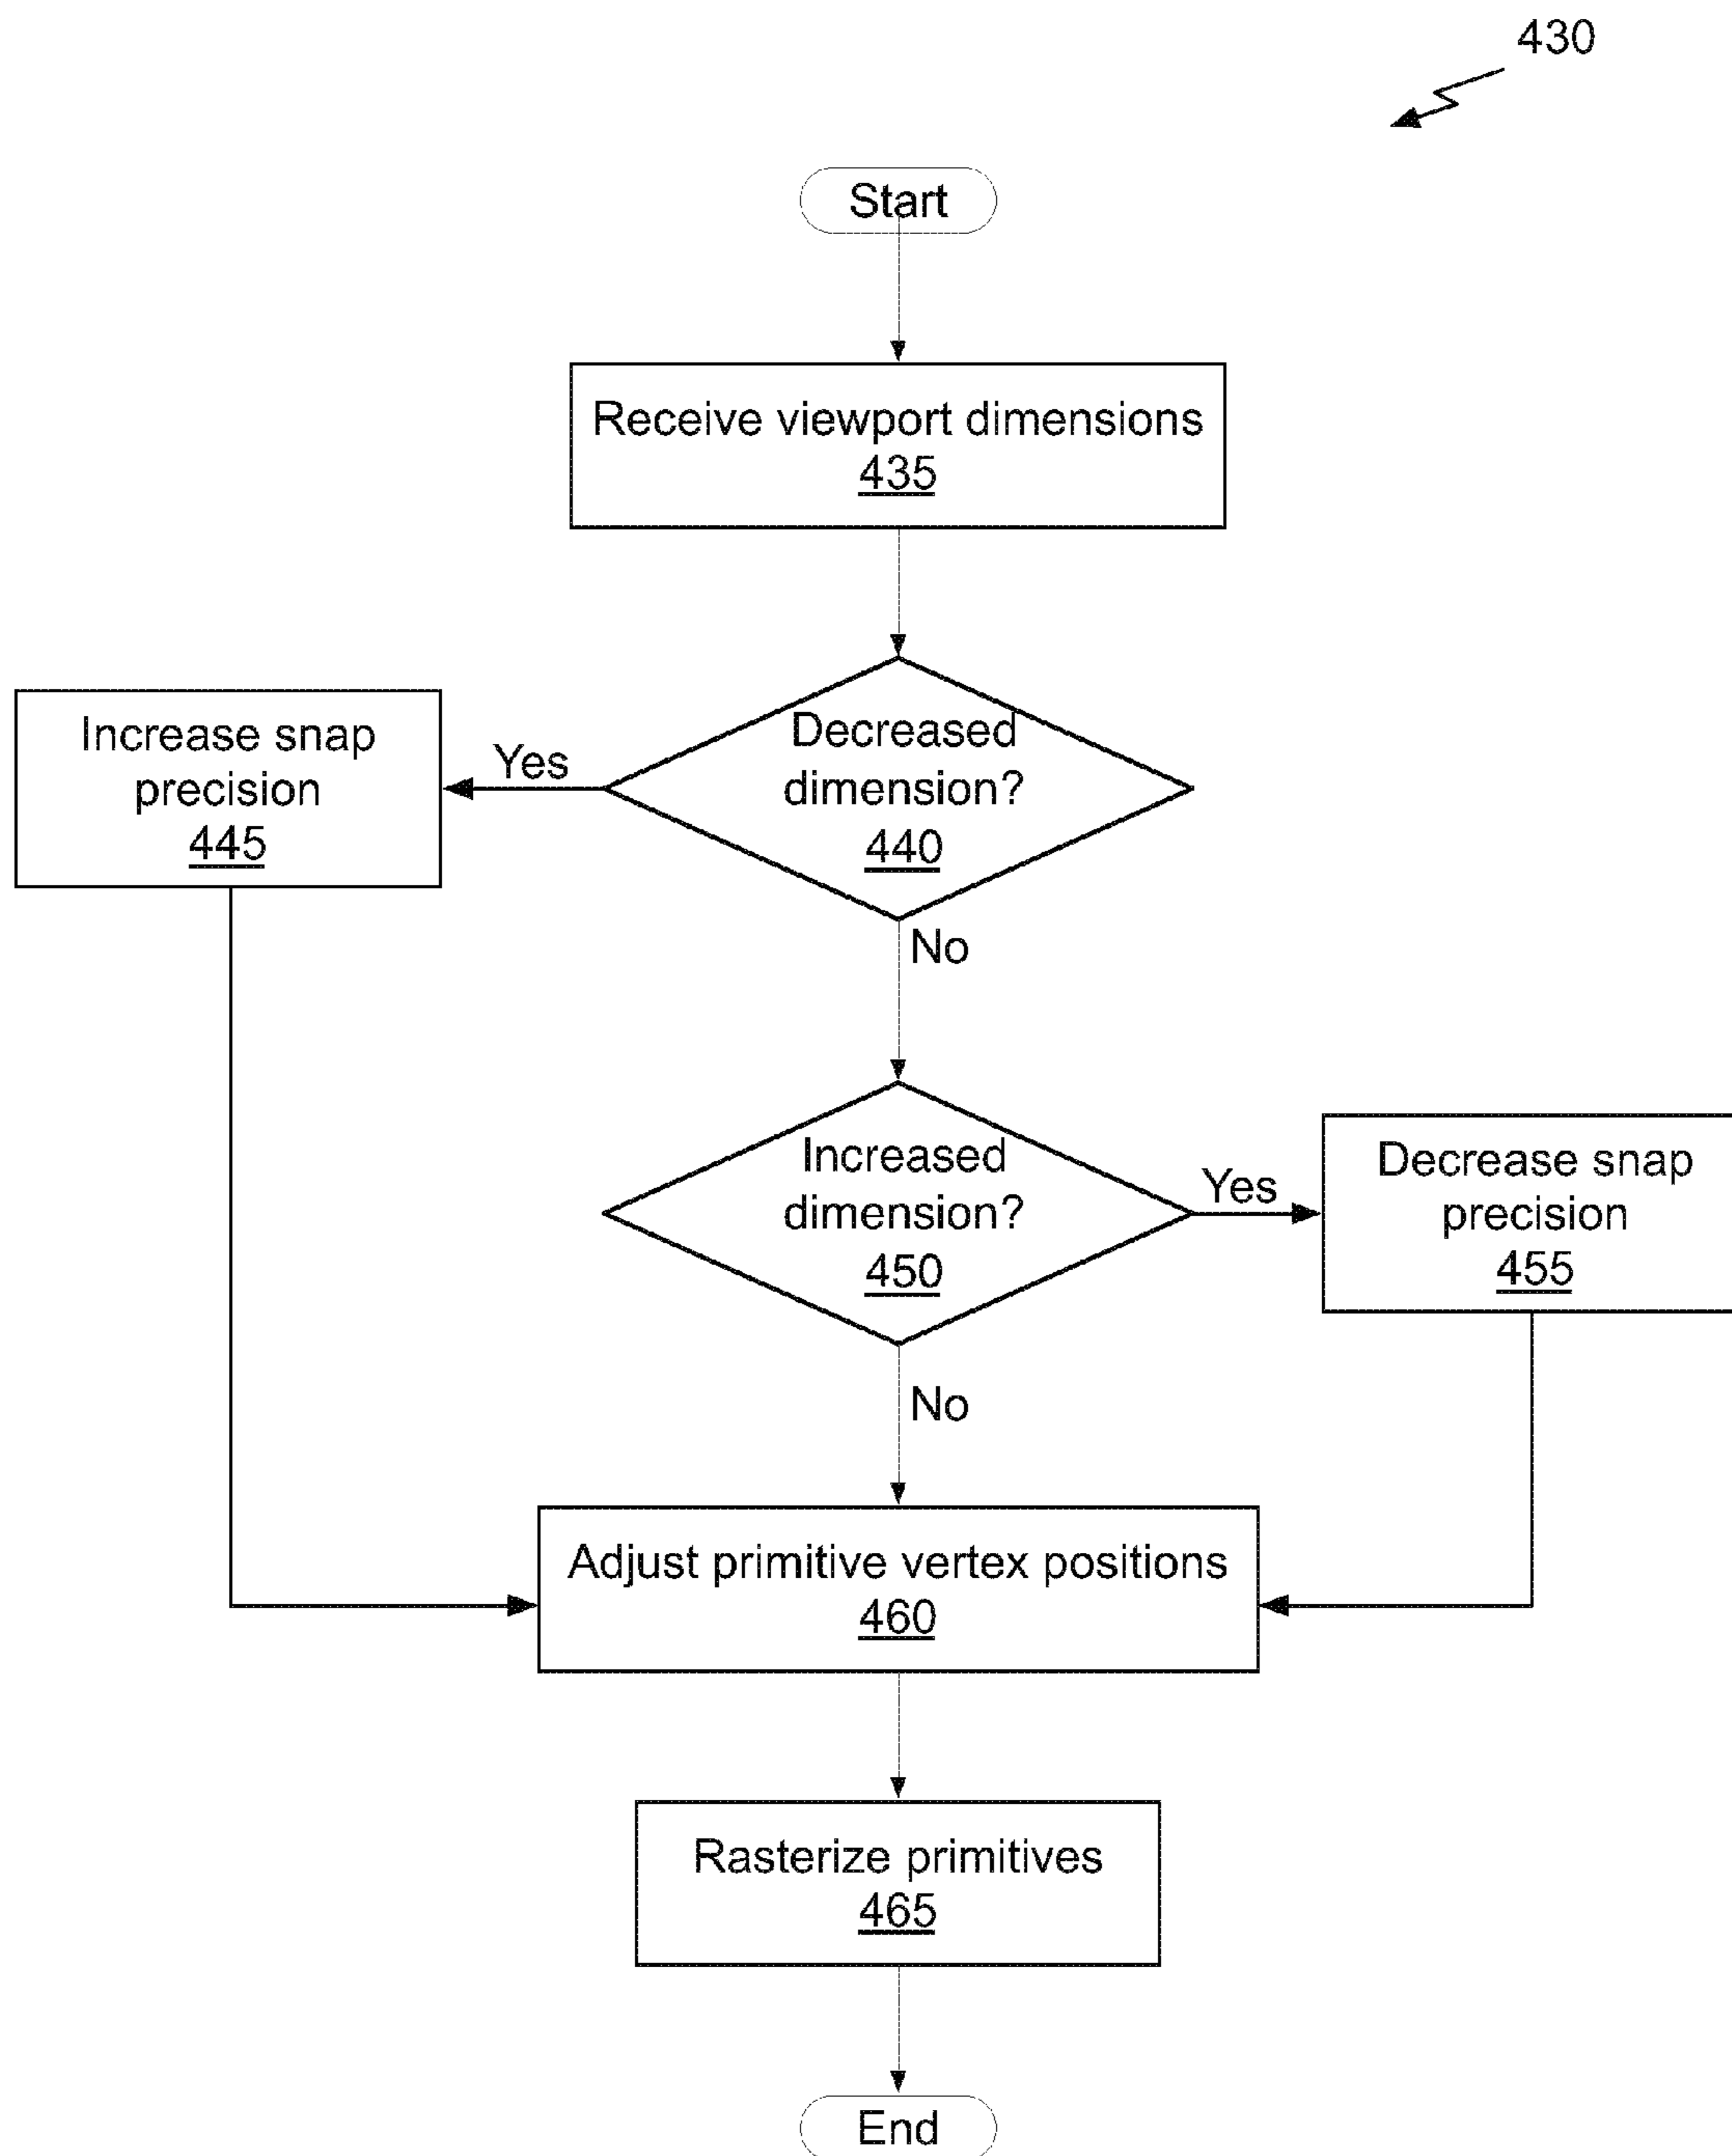 430
Start
Receive viewport dimensions
435
Decreased
dimension?
440
Yes
Increase snap
precision
445
No
Increased
dimension?
450
Yes
Decrease snap
precision
455
No
Adjust primitive vertex positions
460
Rasterize primitives
465
End